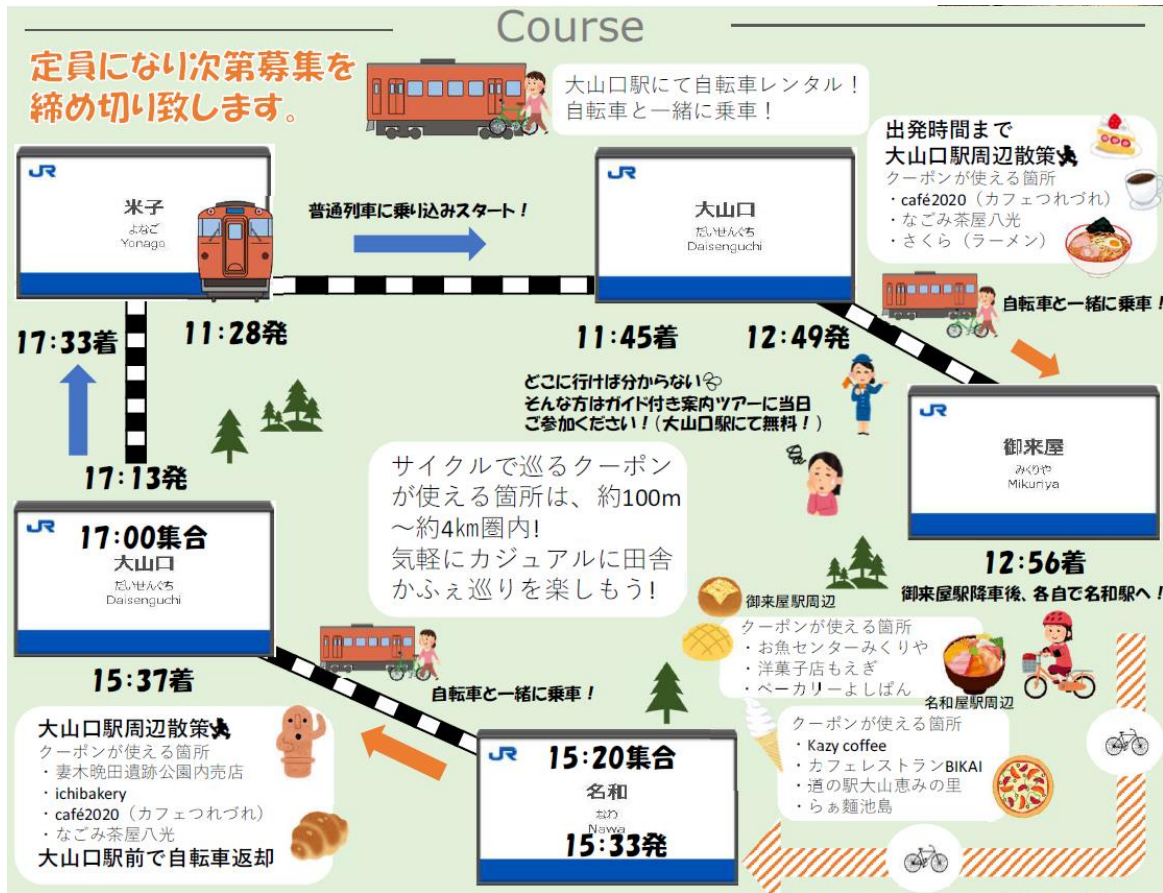 Course
定員になり次第募集を
締め切り致します。
大山口駅にて自転車レンタル！
自転車と一緒に乗車！
出発時間まで
大山口駅周辺散策
クーポンが使える箇所
・café2020（カフェつれづれ）
・なごみ茶屋八光
・さくら（ラーメン）
JR
米子
よなご
Yonago
普通列車に乗り込みスタート！
JR
大山口
だいせんぐち
Daisenguchi
自転車と一緒に乗車！
17:33着
11:28発
11:45着
12:49発
どこに行けば分からない
そんな方はガイド付き案内ツアーに当日
ご参加ください！(大山口駅にて無料！)
JR
御来屋
みくりや
Mikuriya
12:56着
御来屋駅降車後、各自で名和駅へ！
17:13発
JR
17:00集合
大山口
だいせんぐち
Daisenguchi
15:37着
サイクルで巡るクーポン
が使える箇所は、約100m
～約4㎞圏内!
気軽にカジュアルに田舎
かふぇ巡りを楽しもう!
御来屋駅周辺
クーポンが使える箇所
・お魚センターみくりや
・洋菓子店もえぎ
・ベーカリーよしぱん
名和屋駅周辺
クーポンが使える箇所
・Kazy coffee
・カフェレストランBIKAI
・道の駅大山恵みの里
・らぁ麺池島
自転車と一緒に乗車！
JR
15:20集合
名和
なわ
Nawa
15:33発
大山口駅周辺散策
クーポンが使える箇所
・妻木晩田遺跡公園内売店
・ichibakery
・café2020（カフェつれづれ）
・なごみ茶屋八光
大山口駅前で自転車返却